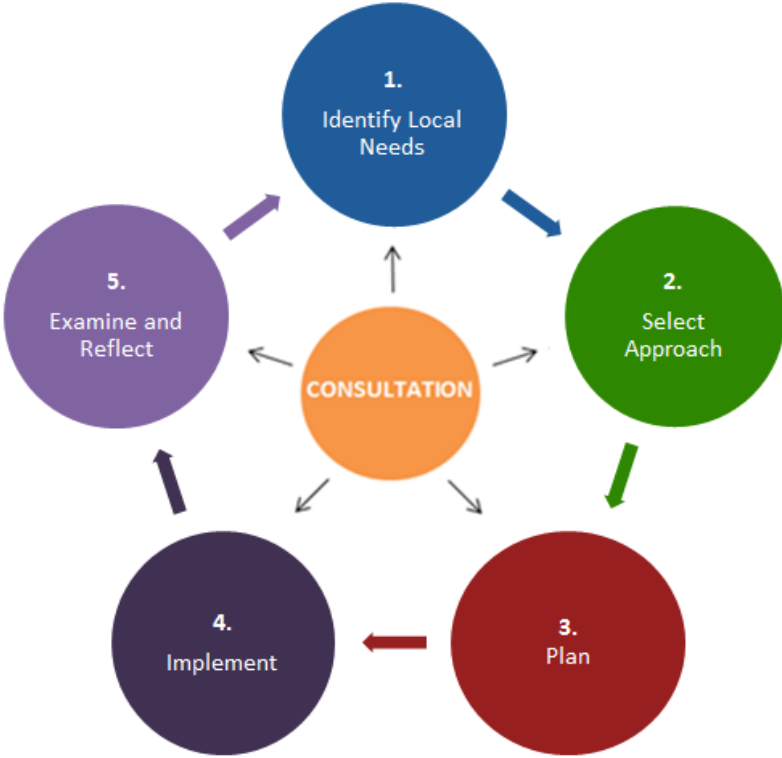 1.
Identify Local
Needs
2.
Select
Approach
3.
Plan
4.
Implement
5.
Examine and
Reflect
CONSULTATION